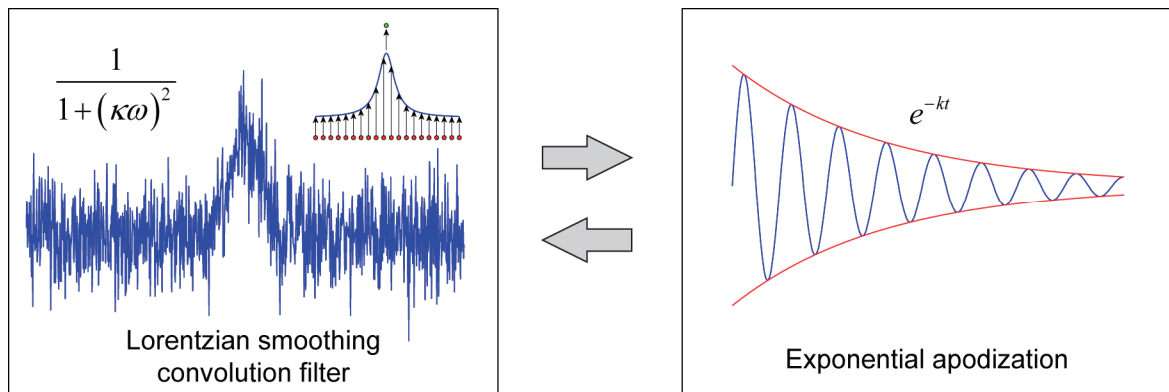 1
1+(κω)²
Lorentzian smoothing
convolution filter
e^{-kt}
Exponential apodization